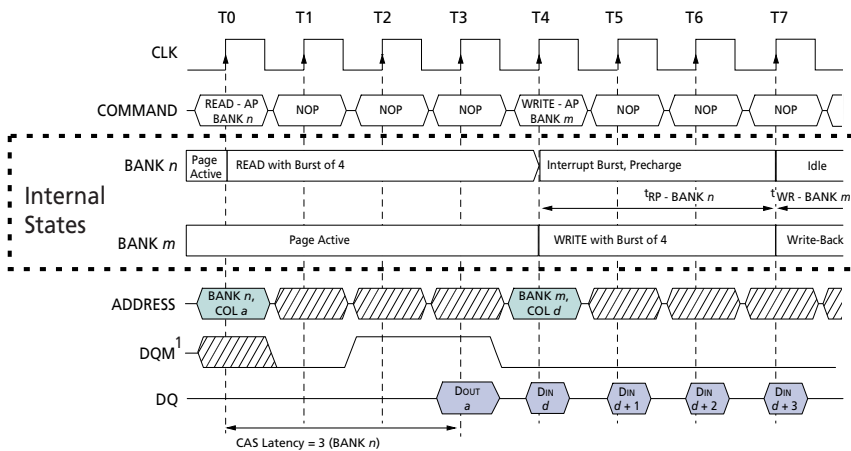 T0 T1 T2 T3 T4 T5 T6 T7
CLK
COMMAND
READ - AP
BANK n
NOP
NOP
NOP
WRITE - AP
BANK m
NOP
NOP
NOP
Internal
States
BANK n
Page
Active
READ with Burst of 4
Interrupt Burst, Precharge
Idle
tRP - BANK n
tWR - BANK m
BANK m
Page Active
WRITE with Burst of 4
Write-Back
ADDRESS
BANK n,
COL a
BANK m,
COL d
DQM1
DQ
DOUT
a
DIN
d
DIN
d + 1
DIN
d + 2
DIN
d + 3
CAS Latency = 3 (BANK n)